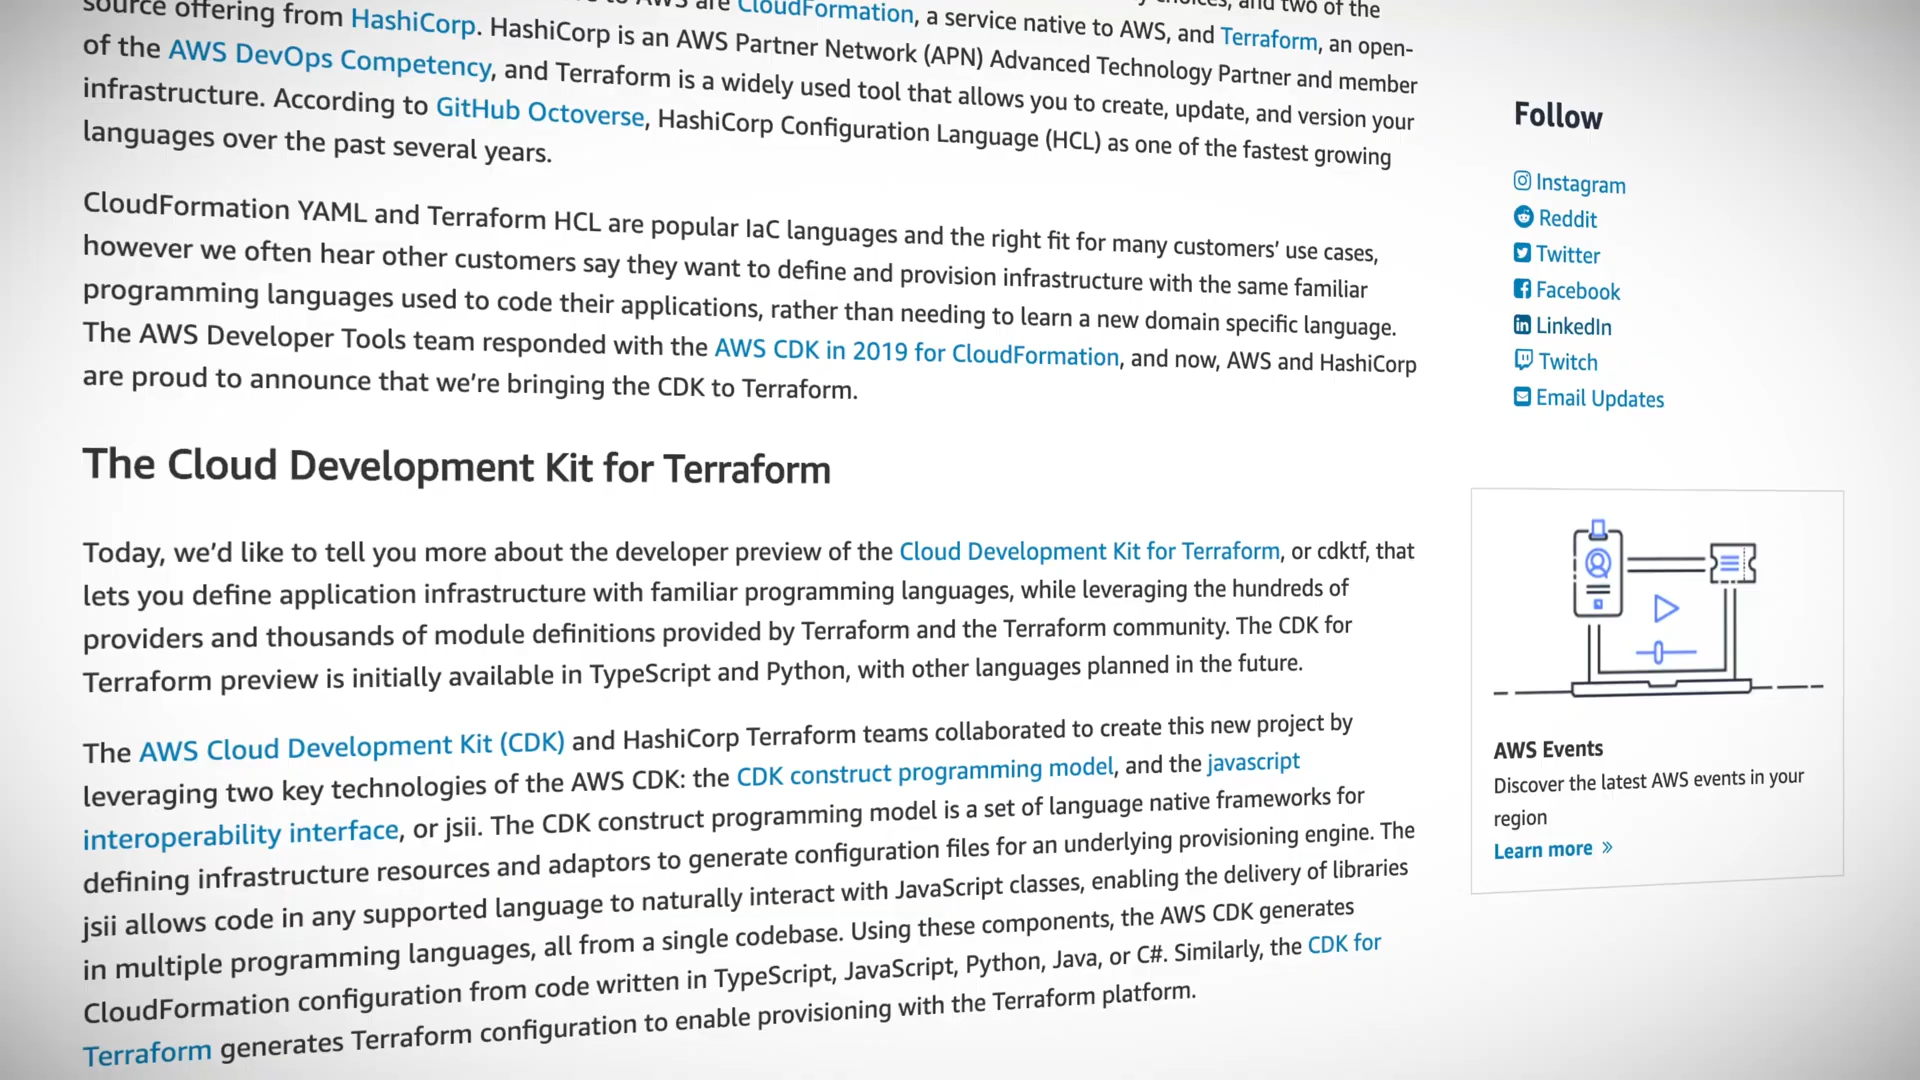 to AWS are CloudFormation, a service native to AWS, and Terraform, an open-
choices, and two of the
source offering from HashiCorp. HashiCorp is an AWS Partner Network (APN) Advanced Technology Partner and member
of the AWS DevOps Competency, and Terraform is a widely used tool that allows you to create, update, and version your
infrastructure. According to GitHub Octoverse, HashiCorp Configuration Language (HCL) as one of the fastest growing
languages over the past several years.
CloudFormation YAML and Terraform HCL are popular IaC languages and the right fit for many customers’ use cases,
however we often hear other customers say they want to define and provision infrastructure with the same familiar
programming languages used to code their applications, rather than needing to learn a new domain specific language.
The AWS Developer Tools team responded with the AWS CDK in 2019 for CloudFormation, and now, AWS and HashiCorp
are proud to announce that we’re bringing the CDK to Terraform.
The Cloud Development Kit for Terraform
Today, we’d like to tell you more about the developer preview of the Cloud Development Kit for Terraform, or cdktf, that
lets you define application infrastructure with familiar programming languages, while leveraging the hundreds of
providers and thousands of module definitions provided by Terraform and the Terraform community. The CDK for
Terraform preview is initially available in TypeScript and Python, with other languages planned in the future.
The AWS Cloud Development Kit (CDK) and HashiCorp Terraform teams collaborated to create this new project by
leveraging two key technologies of the AWS CDK: the CDK construct programming model, and the javascript
interoperability interface, or jsii. The CDK construct programming model is a set of language native frameworks for
defining infrastructure resources and adaptors to generate configuration files for an underlying provisioning engine. The
jsii allows code in any supported language to naturally interact with JavaScript classes, enabling the delivery of libraries
in multiple programming languages, all from a single codebase. Using these components, the AWS CDK generates
CloudFormation configuration from code written in TypeScript, JavaScript, Python, Java, or C#. Similarly, the CDK for
Terraform generates Terraform configuration to enable provisioning with the Terraform platform.
Follow
Instagram
Reddit
Twitter
Facebook
LinkedIn
Twitch
Email Updates
AWS Events
Discover the latest AWS events in your
region
Learn more »